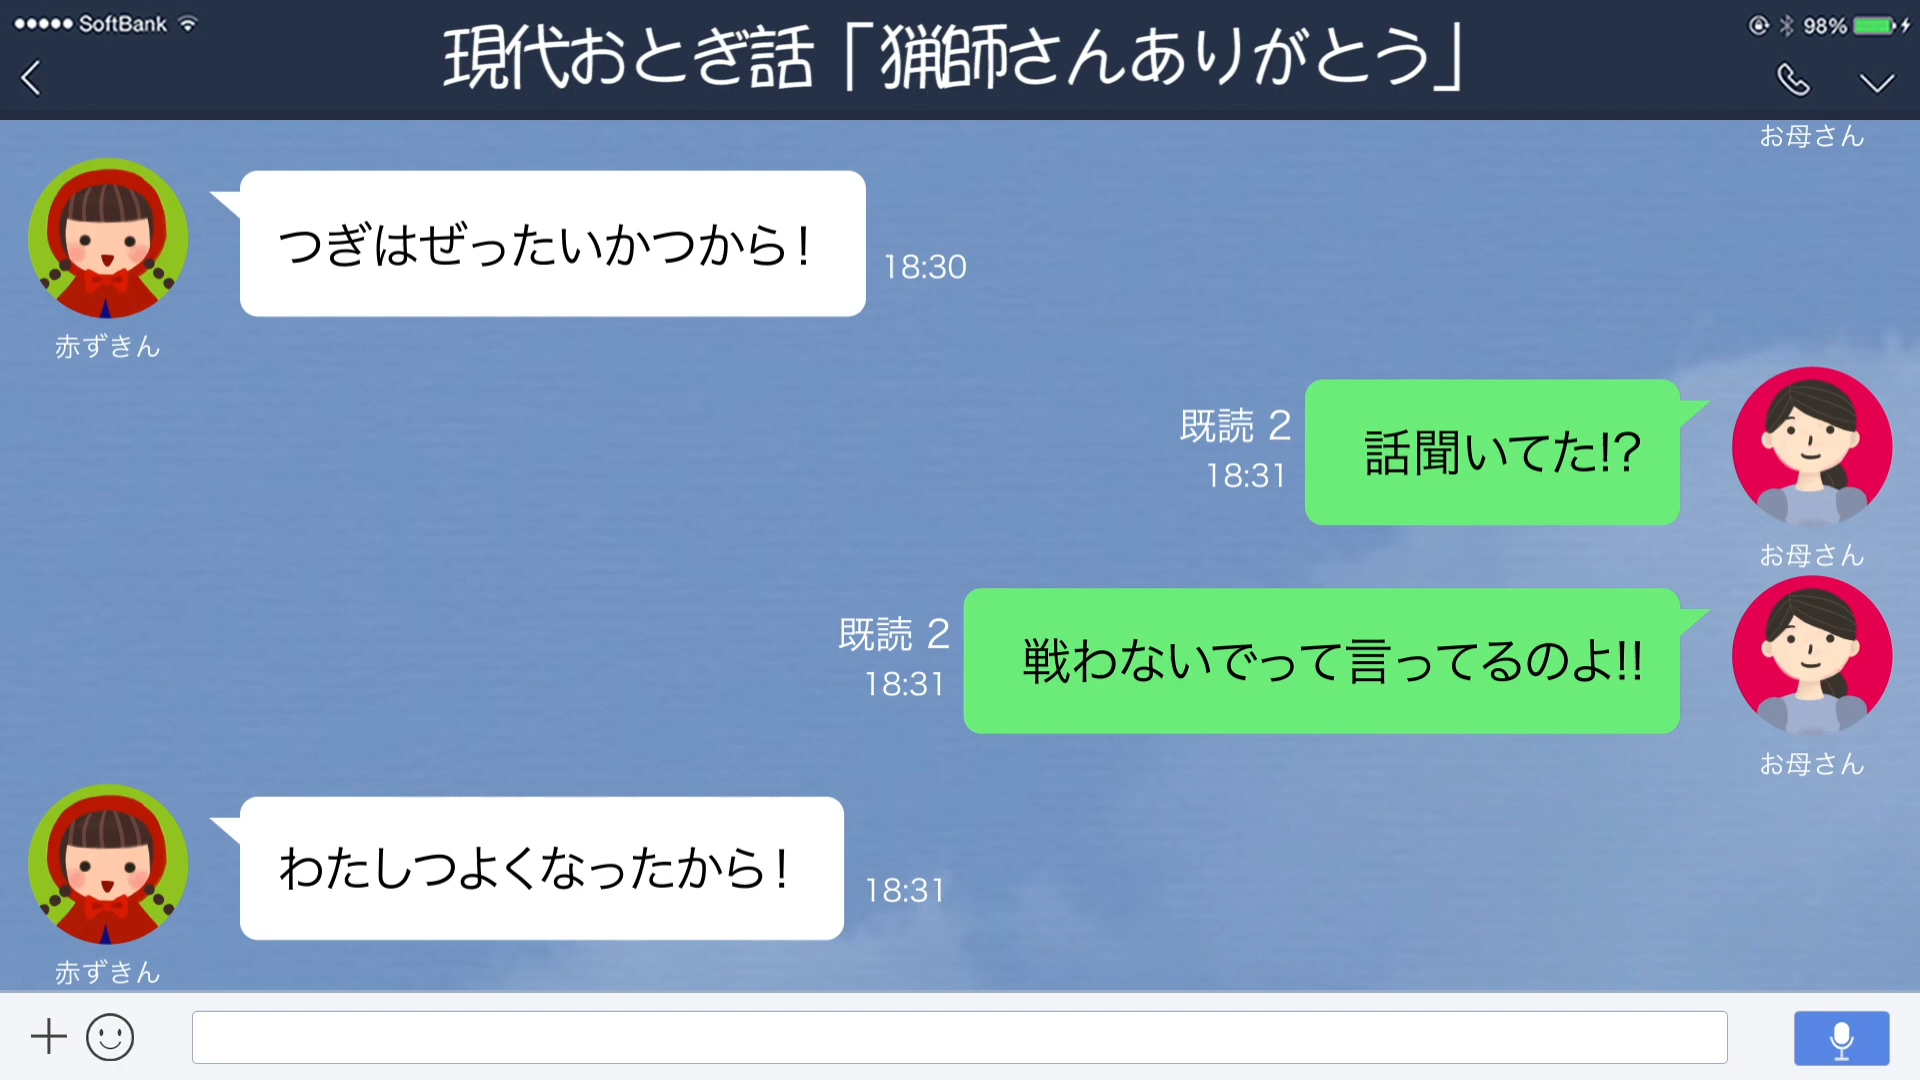 SoftBank
98%
現代おとぎ話「猟師さんありがとう」
お母さん
つぎはぜったいかつから!
18:30
赤ずきん
既読 2
18:31
話聞いてた!?
お母さん
既読 2
18:31
戦わないでって言ってるのよ!!
お母さん
わたしつよくなったから!
18:31
赤ずきん